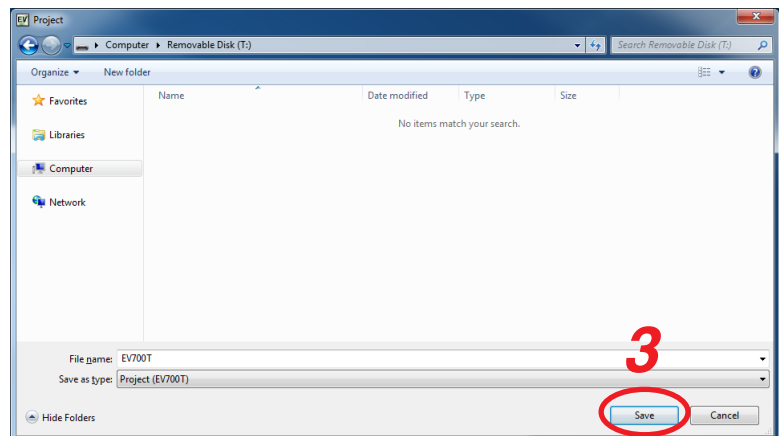 EV Project
Computer ▸ Removable Disk (T:)
Search Removable Disk (T:)
Organize ▾ New folder
Name Date modified Type Size
No items match your search.
Favorites
Libraries
Computer
Network
3
File name: EV700T
Save as type: Project (EV700T)
Hide Folders
Save Cancel